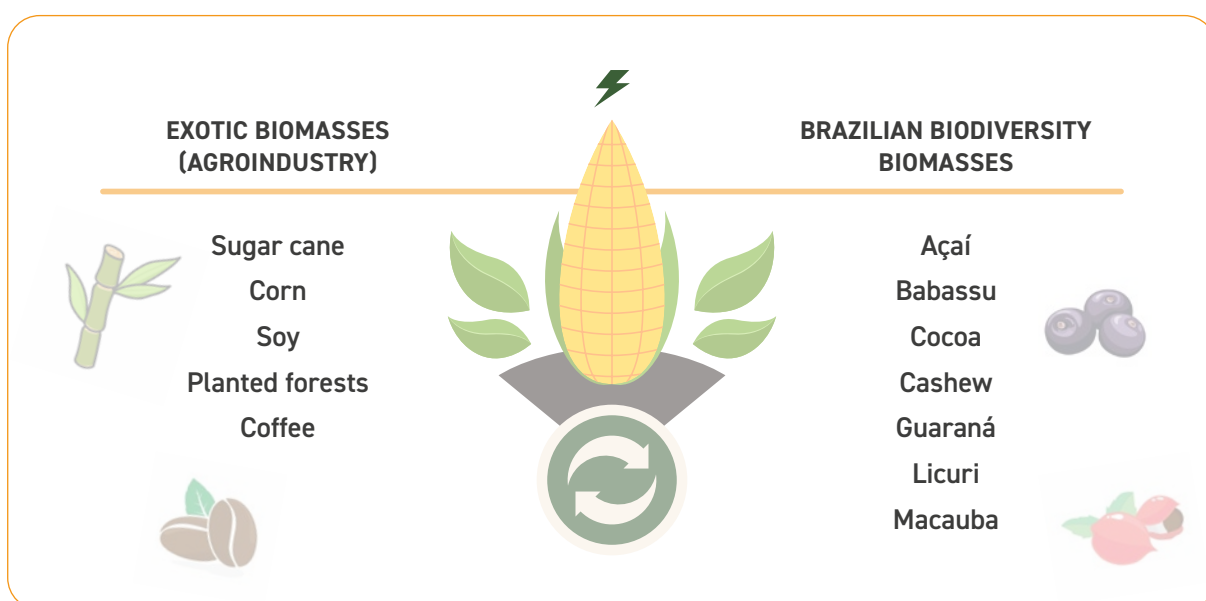 EXOTIC BIOMASSES
(AGROINDUSTRY)
Sugar cane
Corn
Soy
Planted forests
Coffee
BRAZILIAN BIODIVERSITY
BIOMASSES
Açaí
Babassu
Cocoa
Cashew
Guaraná
Licuri
Macauba